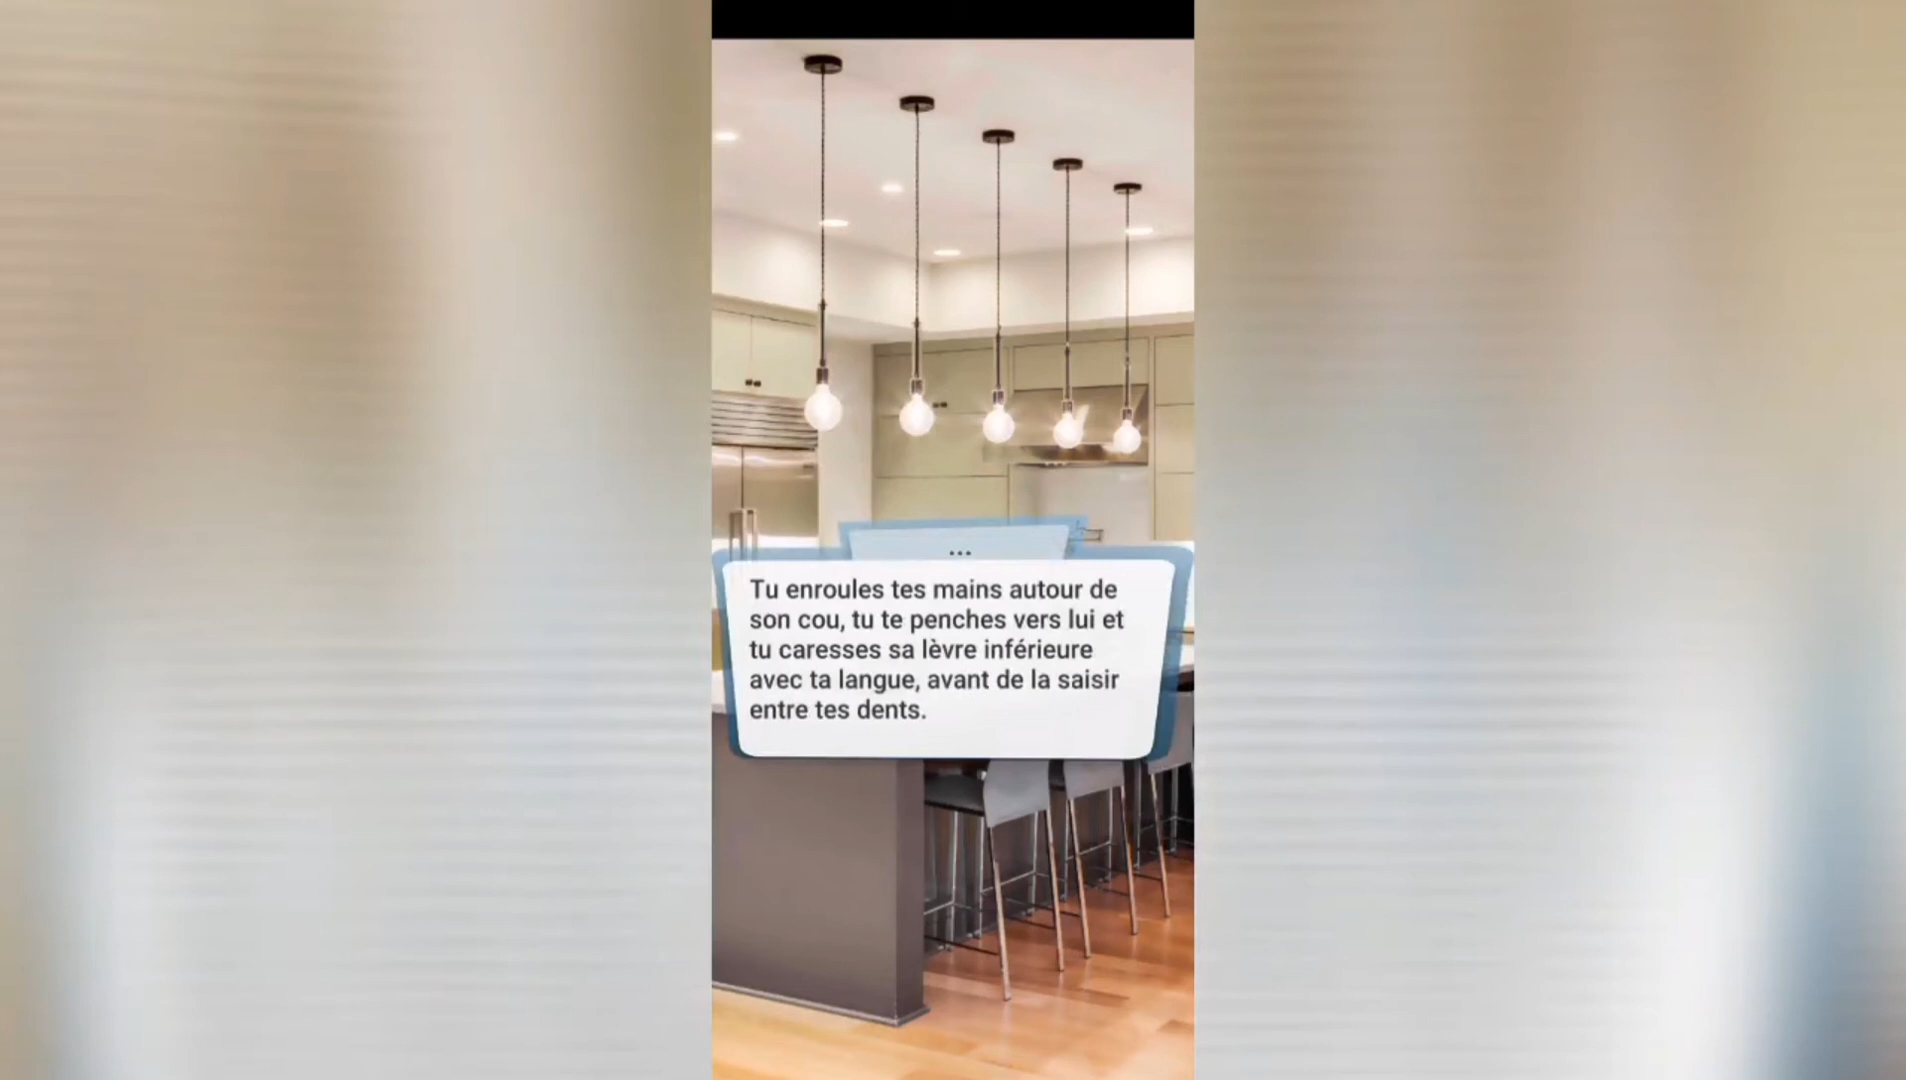 ...
Tu enroules tes mains autour de
son cou, tu te penches vers lui et
tu caresses sa lèvre inférieure
avec ta langue, avant de la saisir
entre tes dents.